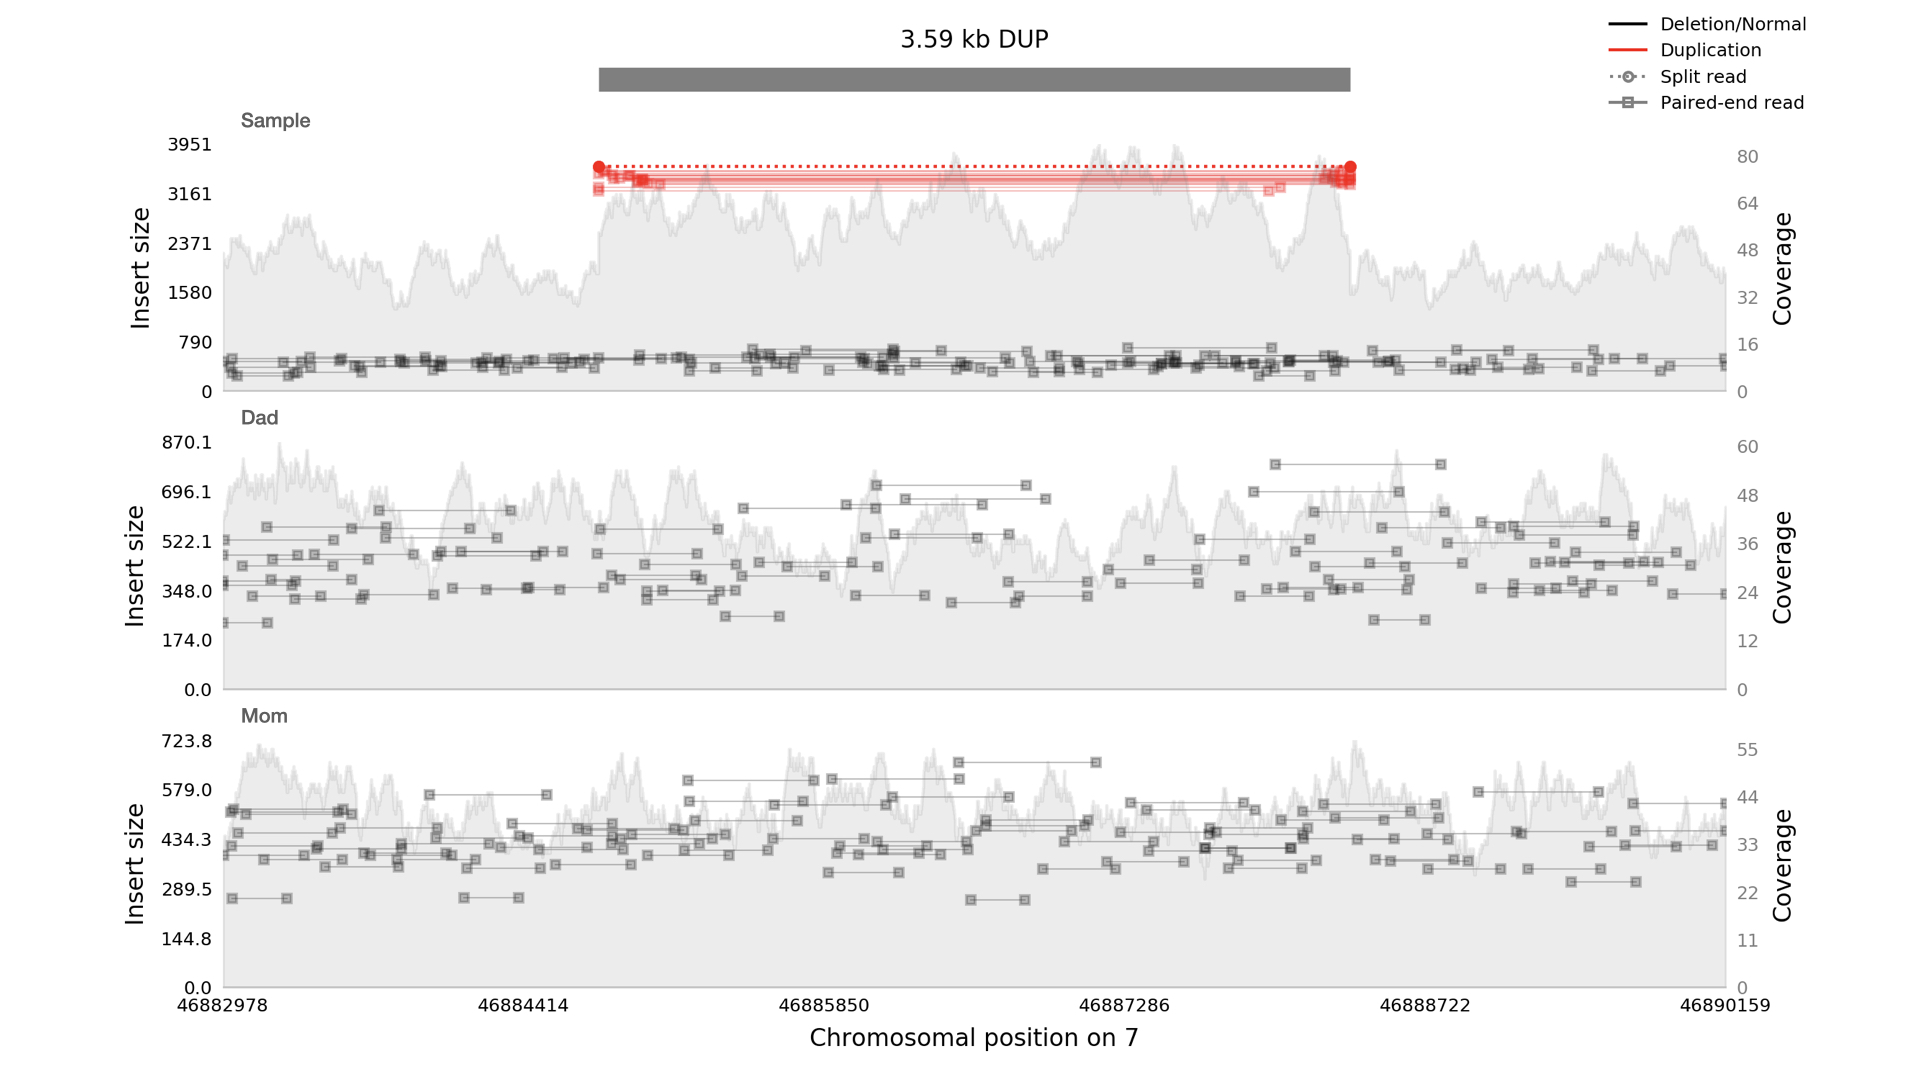 3.59 kb DUP
Deletion/Normal
Duplication
Split read
Paired-end read
Sample
3951
3161
2371
1580
790
0
Insert size
80
64
48
32
16
0
Coverage
Dad
870.1
696.1
522.1
348.0
174.0
0.0
Insert size
60
48
36
24
12
0
Coverage
Mom
723.8
579.0
434.3
289.5
144.8
0.0
Insert size
55
44
33
22
11
0
Coverage
46882978 46884414 46885850 46887286 46888722 46890159
Chromosomal position on 7